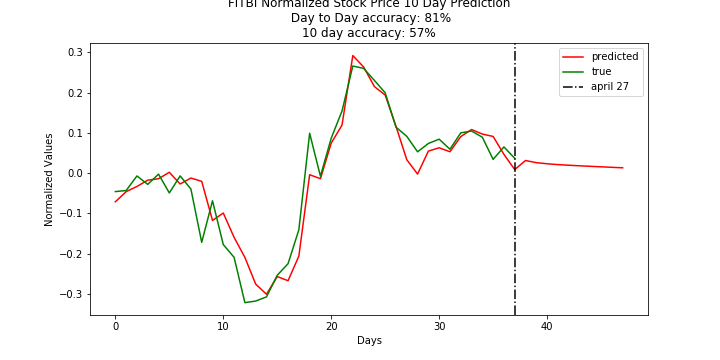 FITBI Normalized Stock Price 10 Day Prediction
Day to Day accuracy: 81%
10 day accuracy: 57%
predicted
true
april 27
Normalized Values
0.3
0.2
0.1
0.0
−0.1
−0.2
−0.3
0
10
20
30
40
Days